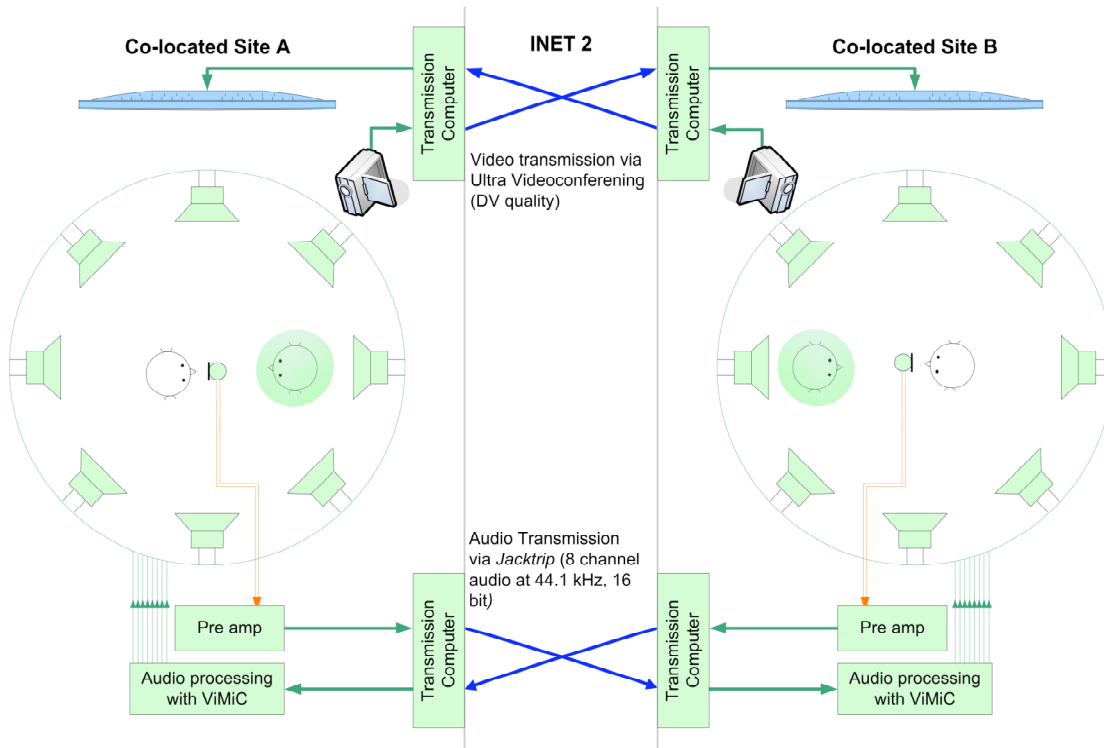 Co-located Site A
INET 2
Co-located Site B
Transmission
Computer
Transmission
Computer
Video transmission via
Ultra Videoconferening
(DV quality)
Audio Transmission
via Jacktrip (8 channel
audio at 44.1 kHz, 16
bit)
Transmission
Computer
Transmission
Computer
Pre amp
Pre amp
Audio processing
with ViMiC
Audio processing
with ViMiC